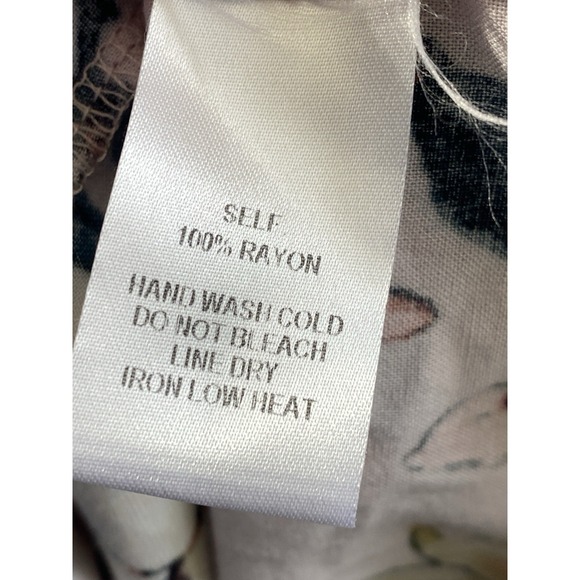 SELF
100% RAYON
HAND WASH COLD
DO NOT BLEACH
LINE DRY
IRON LOW HEAT